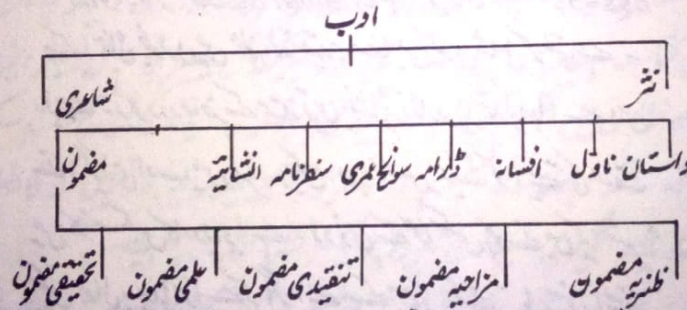 ادب
نثر شاعری
داستان ناول افسانہ ڈرامہ سوانح عمری سفرنامہ انشائیہ مضمون
طنزیہ مضمون مزاحیہ مضمون تنقیدی مضمون علمی مضمون تحقیقی مضمون